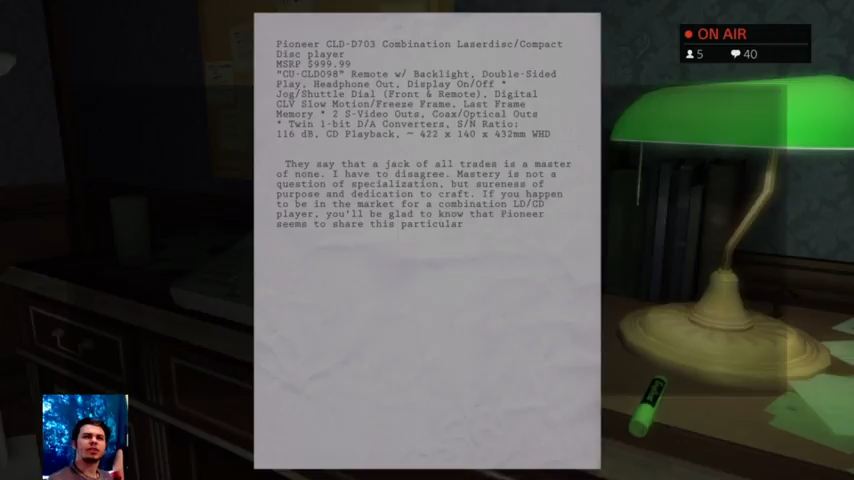 Pioneer CLD-D703 Combination Laserdisc/Compact
Disc player
MSRP $999.99
"CU-CLD098" Remote w/ Backlight, Double-Sided
Play, Headphone Out, Display On/Off *
Jog/Shuttle Dial (Front & Remote), Digital
CLV Slow Motion/Freeze Frame, Last Frame
Memory * 2 S-Video Outs, Coax/Optical Outs
* Twin 1-bit D/A Converters, S/N Ratio:
116 dB, CD Playback, ~ 422 x 140 x 432mm WHD
They say that a jack of all trades is a master
of none. I have to disagree. Mastery is not a
question of specialization, but sureness of
purpose and dedication to craft. If you happen
to be in the market for a combination LD/CD
player, you'll be glad to know that Pioneer
seems to share this particular
ON AIR
5 40